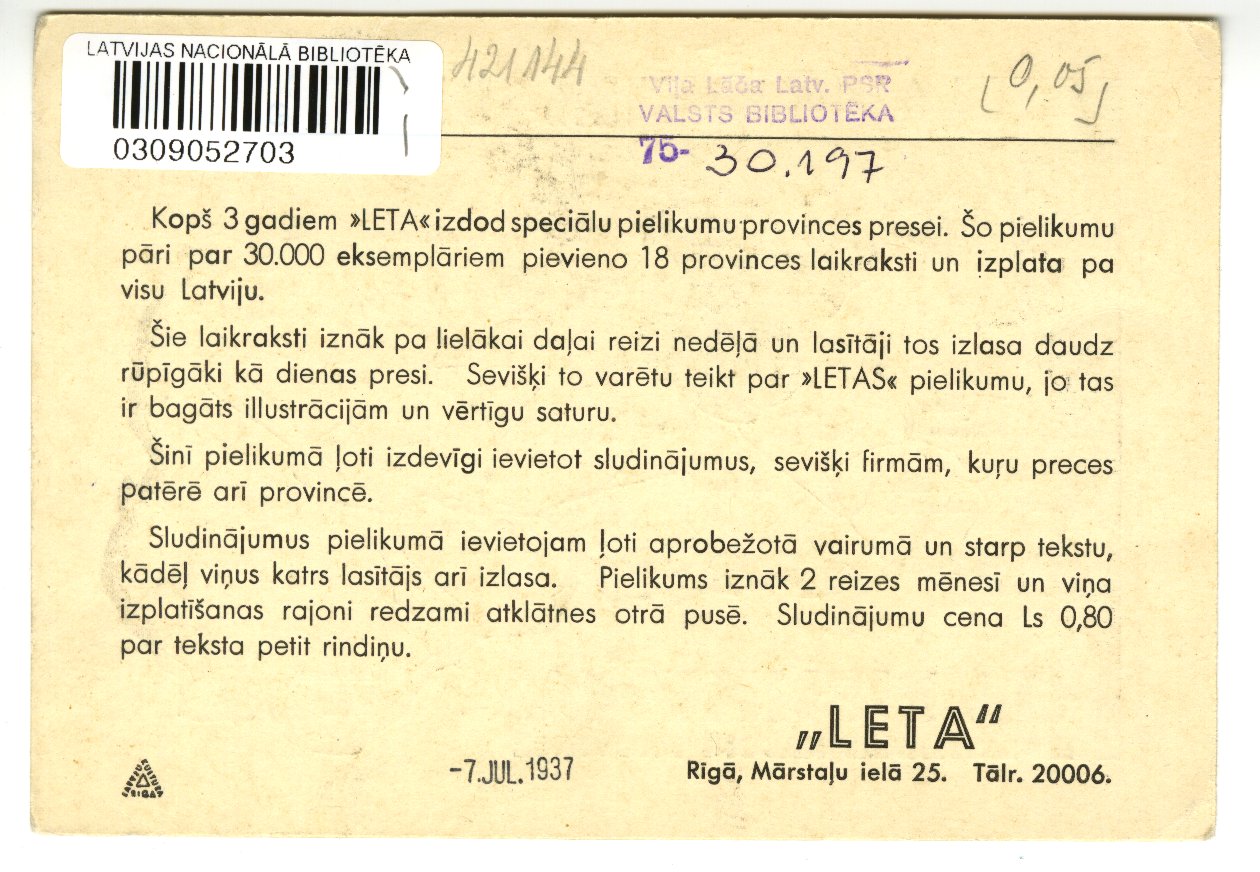 LATVIJAS NACIONĀLĀ BIBLIOTĒKA
0309052703
421144
Viļa Lāča Latv. PSR
VALSTS BIBLIOTĒKA
75- 30.197
[0,05]
Kopš 3 gadiem »LETA« izdod speciālu pielikumu provinces presei. Šo pielikumu
pāri par 30.000 eksemplāriem pievieno 18 provinces laikraksti un izplata pa
visu Latviju.
Šie laikraksti iznāk pa lielākai daļai reizi nedēļā un lasītāji tos izlasa daudz
rūpīgāki kā dienas presi. Sevišķi to varētu teikt par »LETAS« pielikumu, jo tas
ir bagāts illustrācijām un vērtīgu saturu.
Šinī pielikumā ļoti izdevīgi ievietot sludinājumus, sevišķi firmām, kuŗu preces
patērē arī provincē.
Sludinājumus pielikumā ievietojam ļoti aprobežotā vairumā un starp tekstu,
kādēļ viņus katrs lasītājs arī izlasa. Pielikums iznāk 2 reizes mēnesī un viņa
izplatīšanas rajoni redzami atklātnes otrā pusē. Sludinājumu cena Ls 0,80
par teksta petit rindiņu.
„LETA“
Rīgā, Mārstaļu ielā 25. Tālr. 20006.
-7.JUL.1937